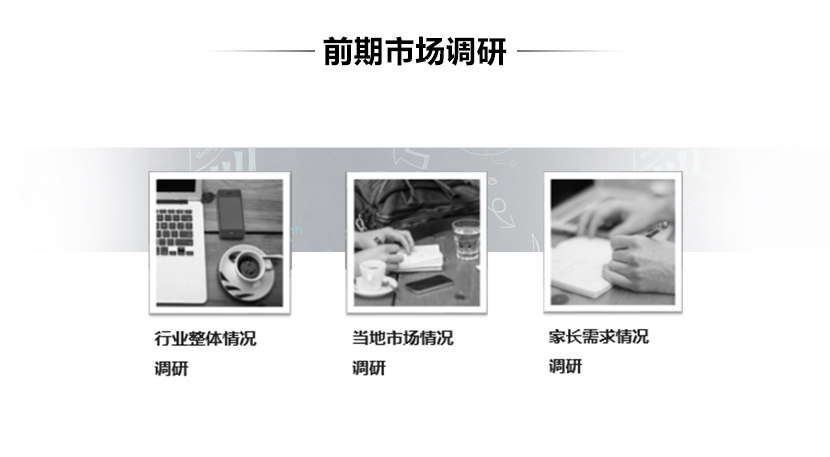 前期市场调研
行业整体情况
调研
当地市场情况
调研
家长需求情况
调研